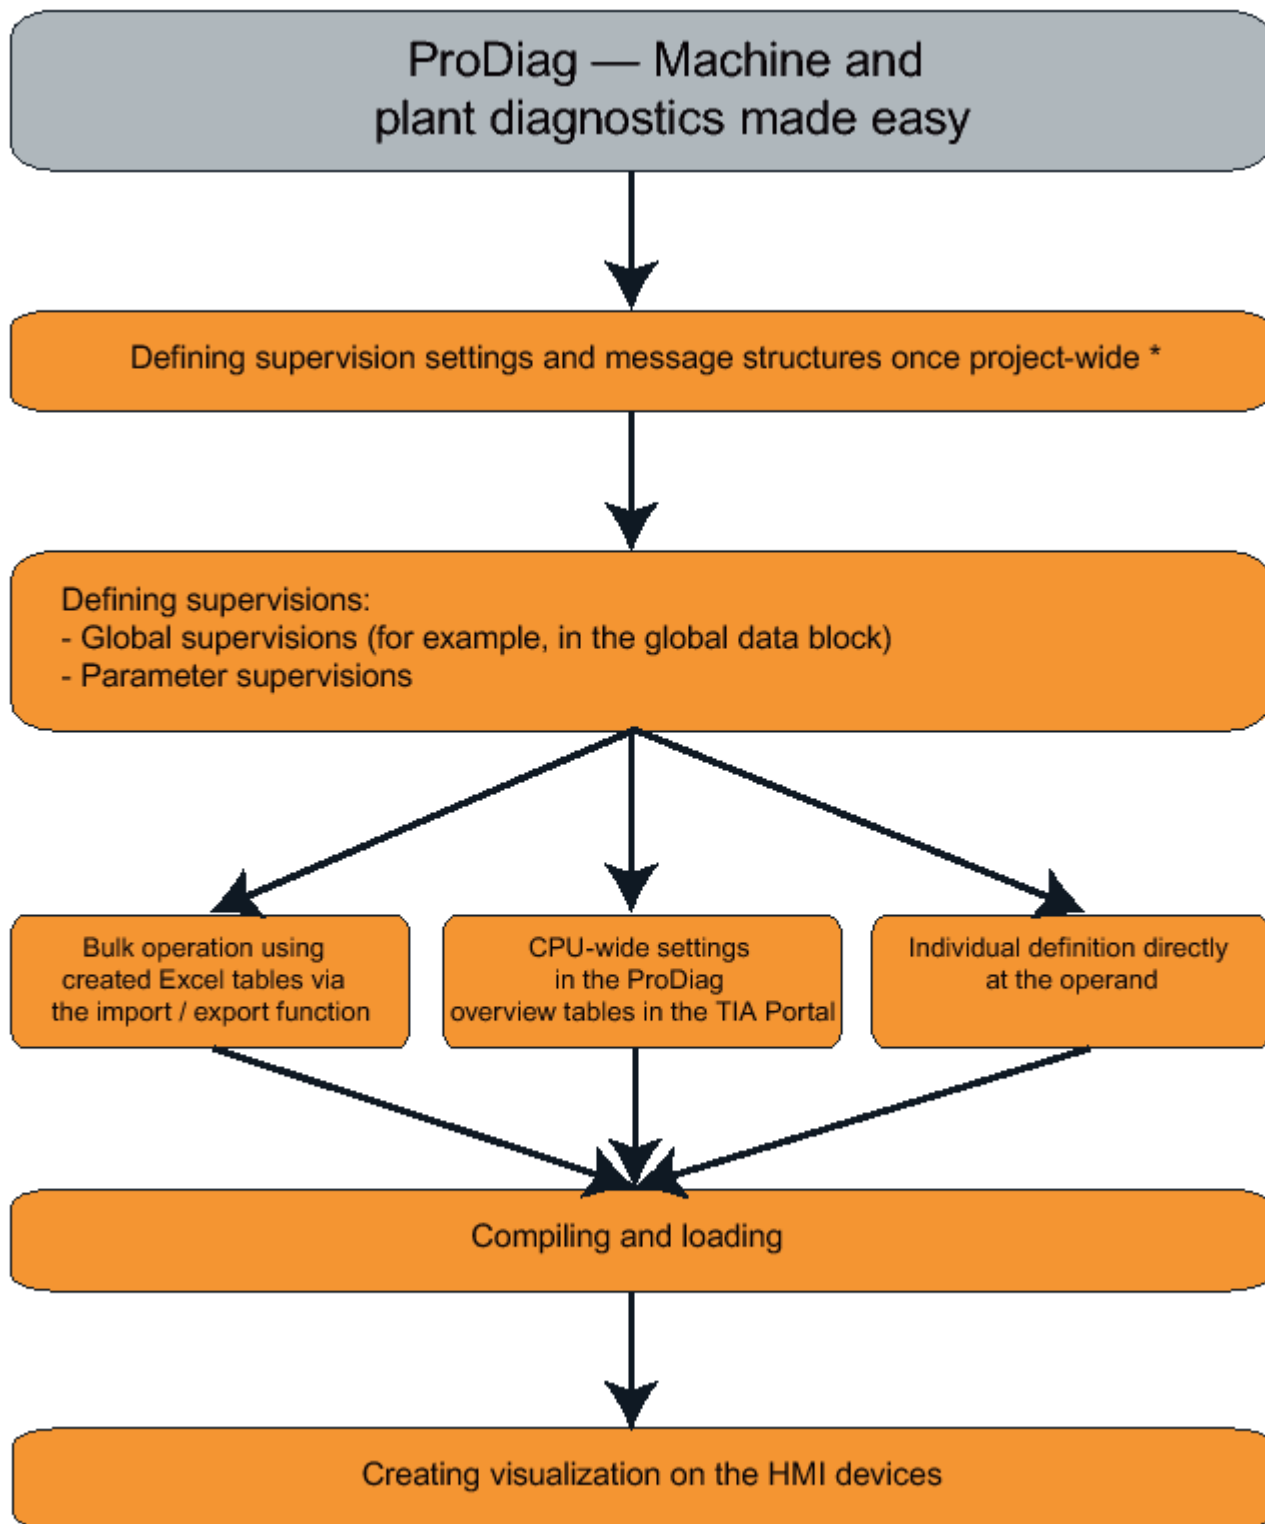 ProDiag — Machine and
plant diagnostics made easy
Defining supervision settings and message structures once project-wide *
Defining supervisions:
- Global supervisions (for example, in the global data block)
- Parameter supervisions
Bulk operation using
created Excel tables via
the import / export function
CPU-wide settings
in the ProDiag
overview tables in the TIA Portal
Individual definition directly
at the operand
Compiling and loading
Creating visualization on the HMI devices